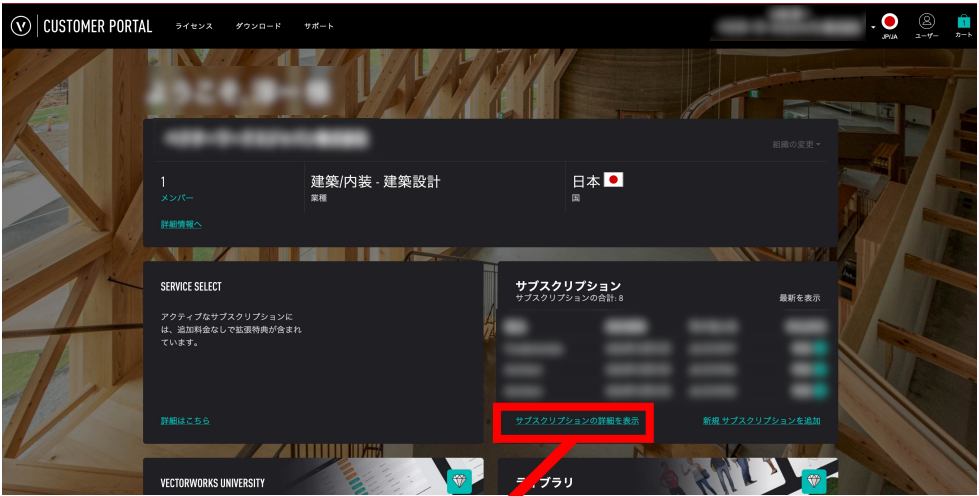 CUSTOMER PORTAL
ライセンス
ダウンロード
サポート
JP/JA
ユーザー
1
カート
組織の変更
1
メンバー
建築/内装 - 建築設計
業種
日本
国
詳細情報へ
SERVICE SELECT
アクティブなサブスクリプションに
は、追加料金なしで拡張特典が含まれ
ています。
詳細はこちら
サブスクリプション
サブスクリプションの合計: 8
最新を表示
サブスクリプションの詳細を表示
新規 サブスクリプションを追加
VECTORWORKS UNIVERSITY